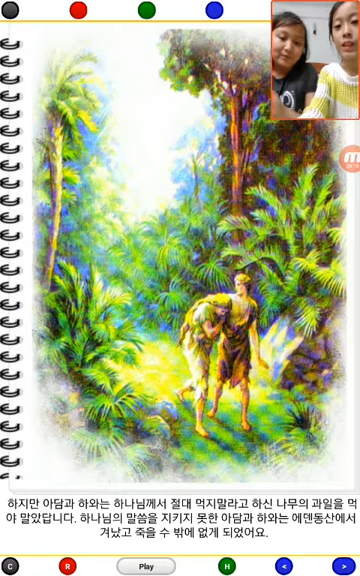 하지만 아담과 하와는 하나님께서 절대 먹지말라고 하신 나무의 과일을 먹
야 말았답니다. 하나님의 말씀을 지키지 못한 아담과 하와는 에덴동산에서
겨났고 죽을 수 밖에 없게 되었어요.
C R Play H < >